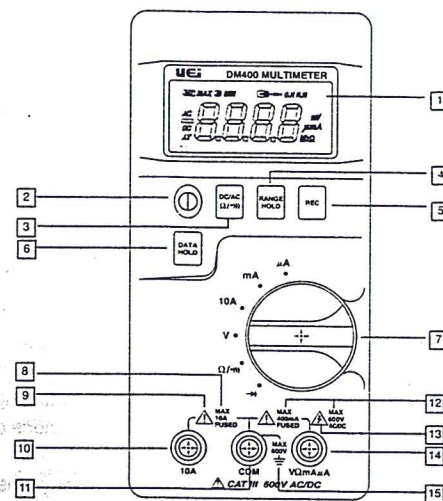 UEi DM400 MULTIMETER
MAX
AC
DC
1
2
3
DC/AC
Ω/•)))
RANGE
HOLD
REC
4
5
6
DATA
HOLD
µA
mA
10A
V
Ω/•)))
7
8
9
MAX
10A
FUSED
MAX
400mA
FUSED
MAX
600V
AC/DC
12
13
10
10A
COM
MAX
600V
VΩmAµA
14
11
CAT III 600V AC/DC
15